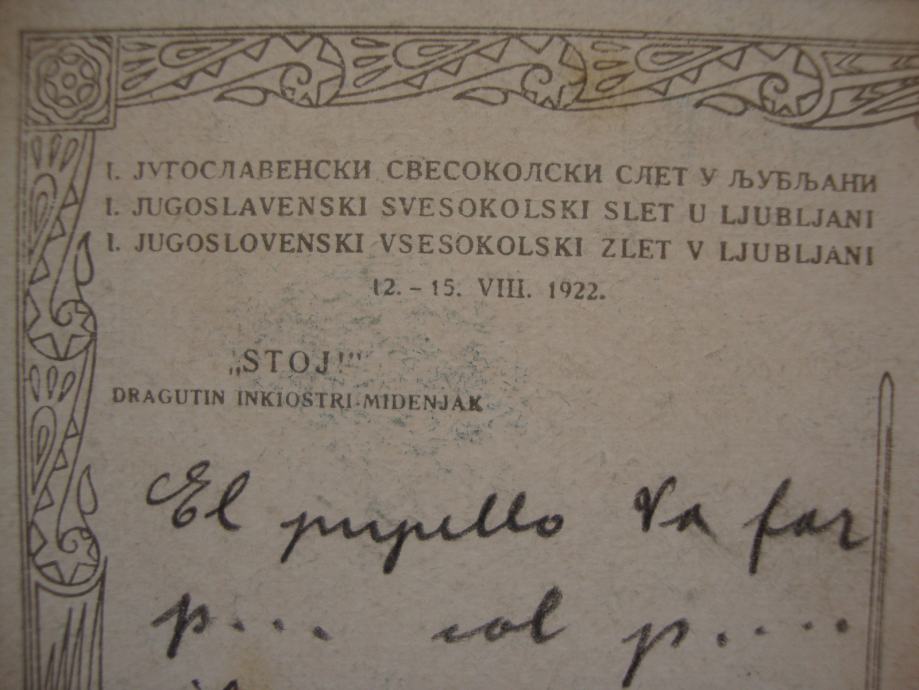 I. ЈУГОСЛАВЕНСКИ СВЕСОКОЛСКИ СЛЕТ У ЉУБЉАНИ
I. JUGOSLAVENSKI SVESOKOLSKI SLET U LJUBLJANI
I. JUGOSLOVENSKI VSESOKOLSKI ZLET V LJUBLJANI
12. – 15. VIII. 1922.
„STOJ!”
DRAGUTIN INKIOSTRI-MIDENJAK
El pupillo va far
p... col p....